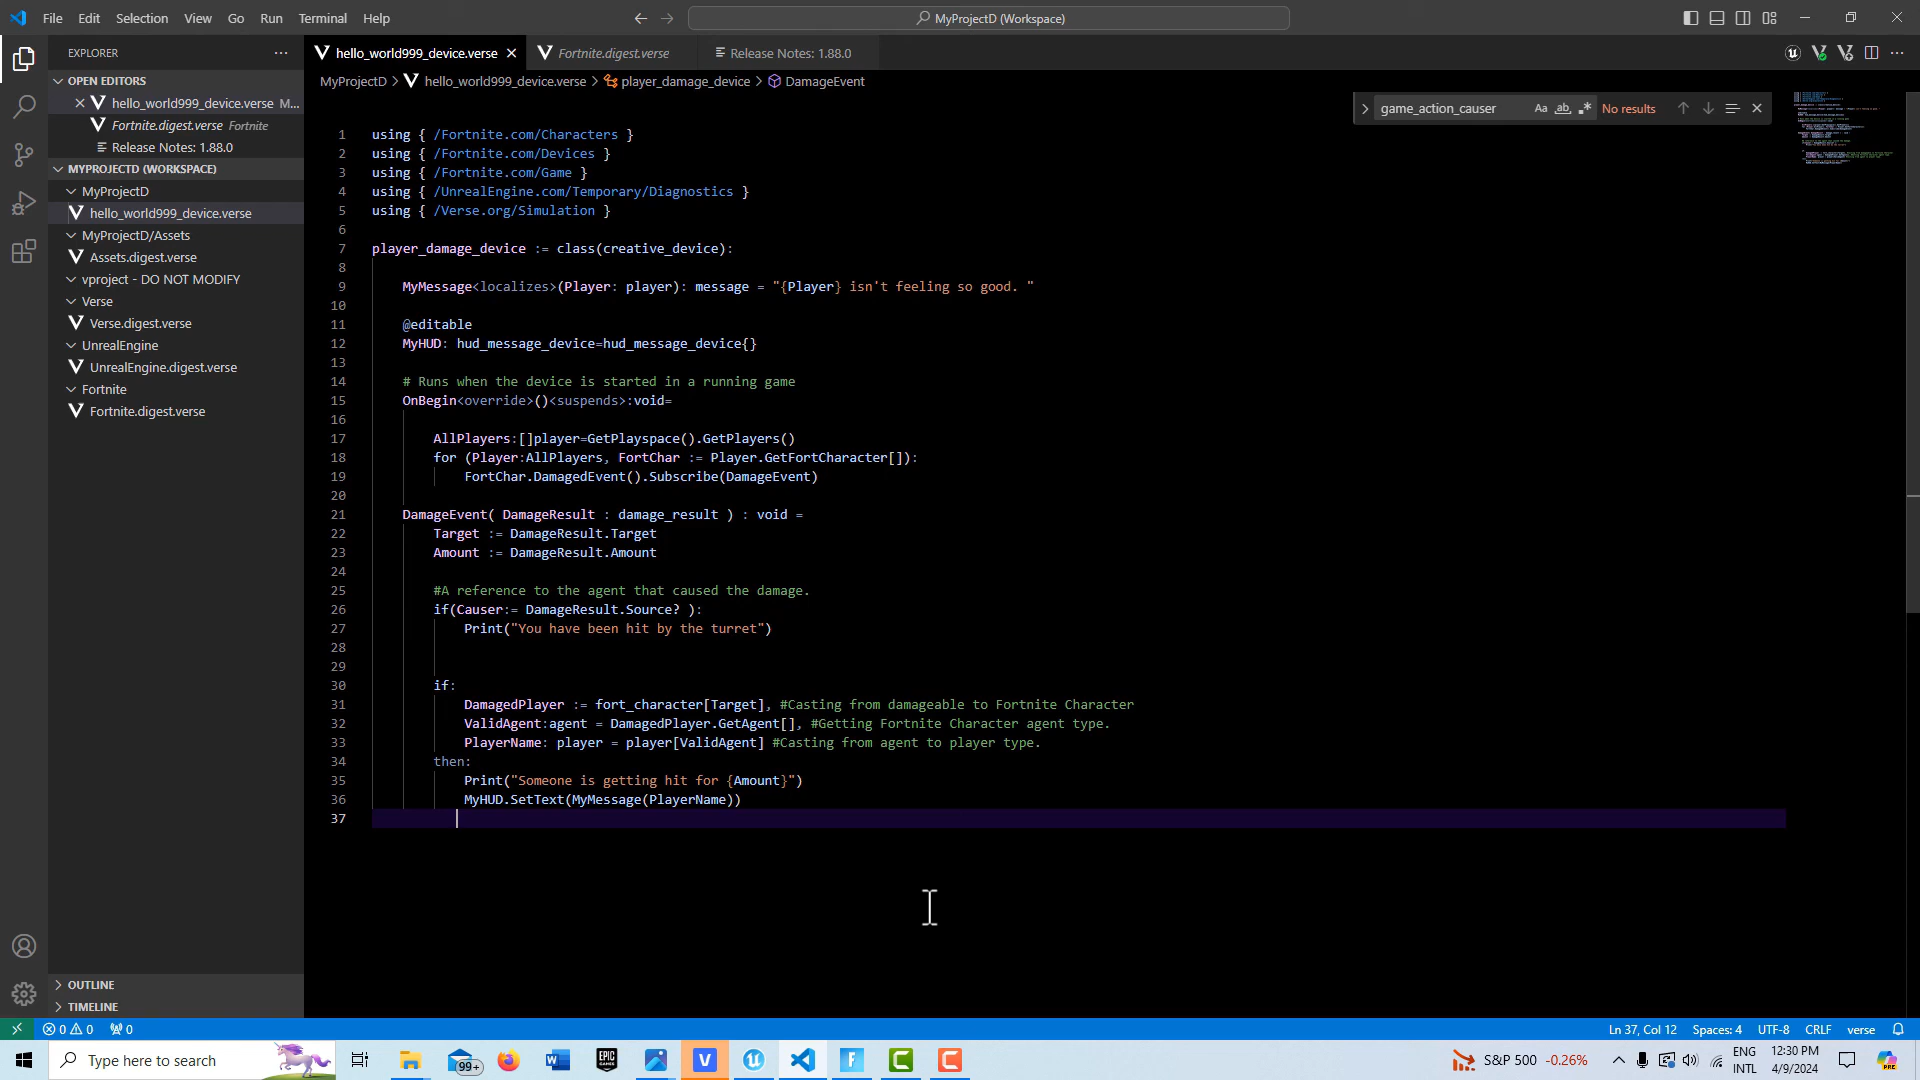 File Edit Selection View Go Run Terminal Help
MyProjectD (Workspace)
EXPLORER
OPEN EDITORS
hello_world999_device.verse M...
Fortnite.digest.verse Fortnite
Release Notes: 1.88.0
MYPROJECTD (WORKSPACE)
MyProjectD
hello_world999_device.verse
MyProjectD/Assets
Assets.digest.verse
vproject - DO NOT MODIFY
Verse
Verse.digest.verse
UnrealEngine
UnrealEngine.digest.verse
Fortnite
Fortnite.digest.verse
OUTLINE
TIMELINE
hello_world999_device.verse Fortnite.digest.verse Release Notes: 1.88.0
MyProjectD > hello_world999_device.verse > player_damage_device > DamageEvent
game_action_causer Aa ab .* No results
1 using { /Fortnite.com/Characters }
2 using { /Fortnite.com/Devices }
3 using { /Fortnite.com/Game }
4 using { /UnrealEngine.com/Temporary/Diagnostics }
5 using { /Verse.org/Simulation }
6
7 player_damage_device := class(creative_device):
8
9 MyMessage<localizes>(Player: player): message = "{Player} isn't feeling so good. "
10
11 @editable
12 MyHUD: hud_message_device=hud_message_device{}
13
14 # Runs when the device is started in a running game
15 OnBegin<override>()<suspends>:void=
16
17 AllPlayers:[]player=GetPlayspace().GetPlayers()
18 for (Player:AllPlayers, FortChar := Player.GetFortCharacter[]):
19 FortChar.DamagedEvent().Subscribe(DamageEvent)
20
21 DamageEvent( DamageResult : damage_result ) : void =
22 Target := DamageResult.Target
23 Amount := DamageResult.Amount
24
25 #A reference to the agent that caused the damage.
26 if(Causer:= DamageResult.Source? ):
27 Print("You have been hit by the turret")
28
29
30 if:
31 DamagedPlayer := fort_character[Target], #Casting from damageable to Fortnite Character
32 ValidAgent:agent = DamagedPlayer.GetAgent[], #Getting Fortnite Character agent type.
33 PlayerName: player = player[ValidAgent] #Casting from agent to player type.
34 then:
35 Print("Someone is getting hit for {Amount}")
36 MyHUD.SetText(MyMessage(PlayerName))
37
0 0 0
Ln 37, Col 12 Spaces: 4 UTF-8 CRLF verse
Type here to search
99+
EPIC GAMES
S&P 500 -0.26%
ENG
INTL
12:30 PM
4/9/2024
PRE